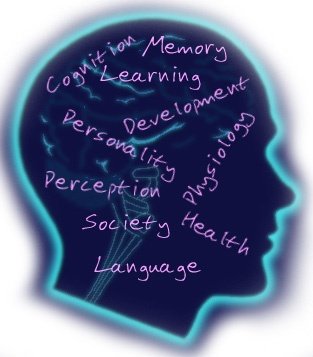 Cognition
Memory
Learning
Development
Personality
Physiology
Perception
Society
Health
Language